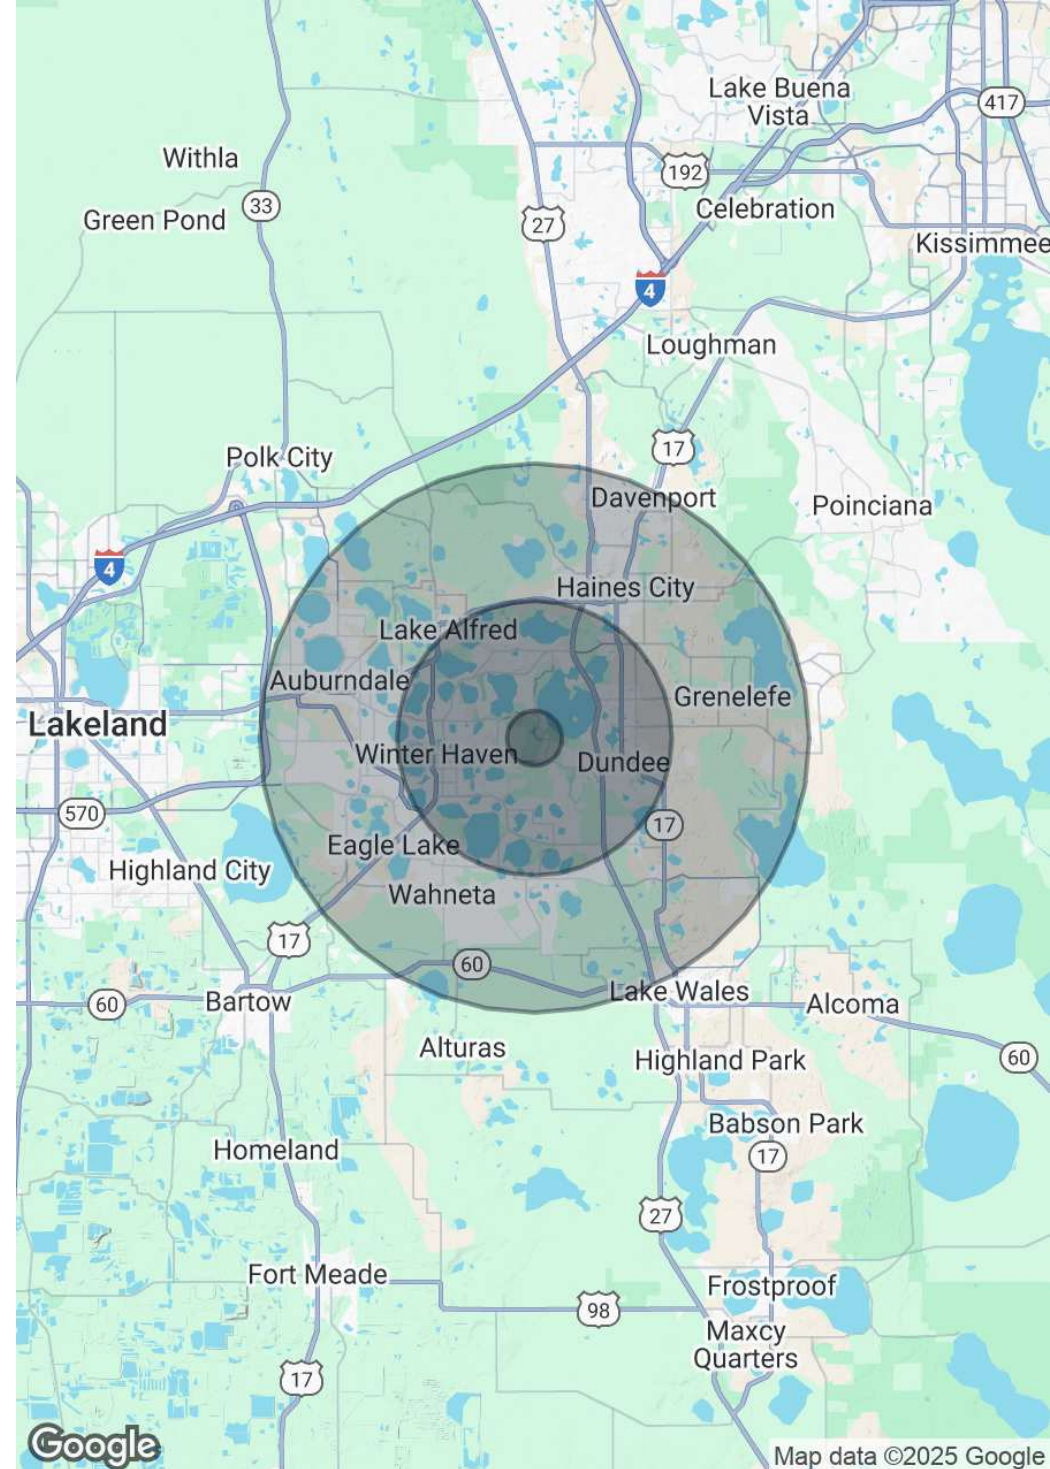 Lake Buena
Vista
417
Withla
192
33
Celebration
Green Pond
27
Kissimmee
4
Loughman
17
Polk City
Davenport
Poinciana
4
Haines City
Lake Alfred
Auburndale
Grenelefe
Lakeland
Winter Haven
Dundee
570
17
Eagle Lake
Highland City
Wahneta
17
60
Lake Wales
60
Bartow
Alcoma
Alturas
Highland Park
60
Babson Park
Homeland
17
27
Fort Meade
Frostproof
98
Maxcy
Quarters
17
Google
Map data ©2025 Google